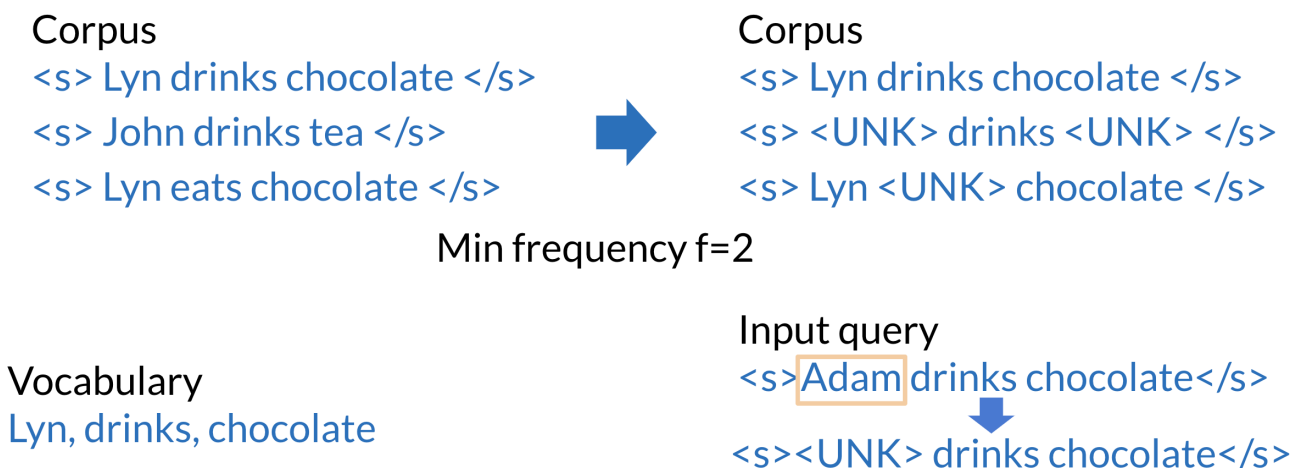 Corpus
<s> Lyn drinks chocolate </s>
<s> John drinks tea </s>
<s> Lyn eats chocolate </s>
Corpus
<s> Lyn drinks chocolate </s>
<s> <UNK> drinks <UNK> </s>
<s> Lyn <UNK> chocolate </s>
Min frequency f=2
Vocabulary
Lyn, drinks, chocolate
Input query
<s>Adam drinks chocolate</s>
<s><UNK> drinks chocolate</s>